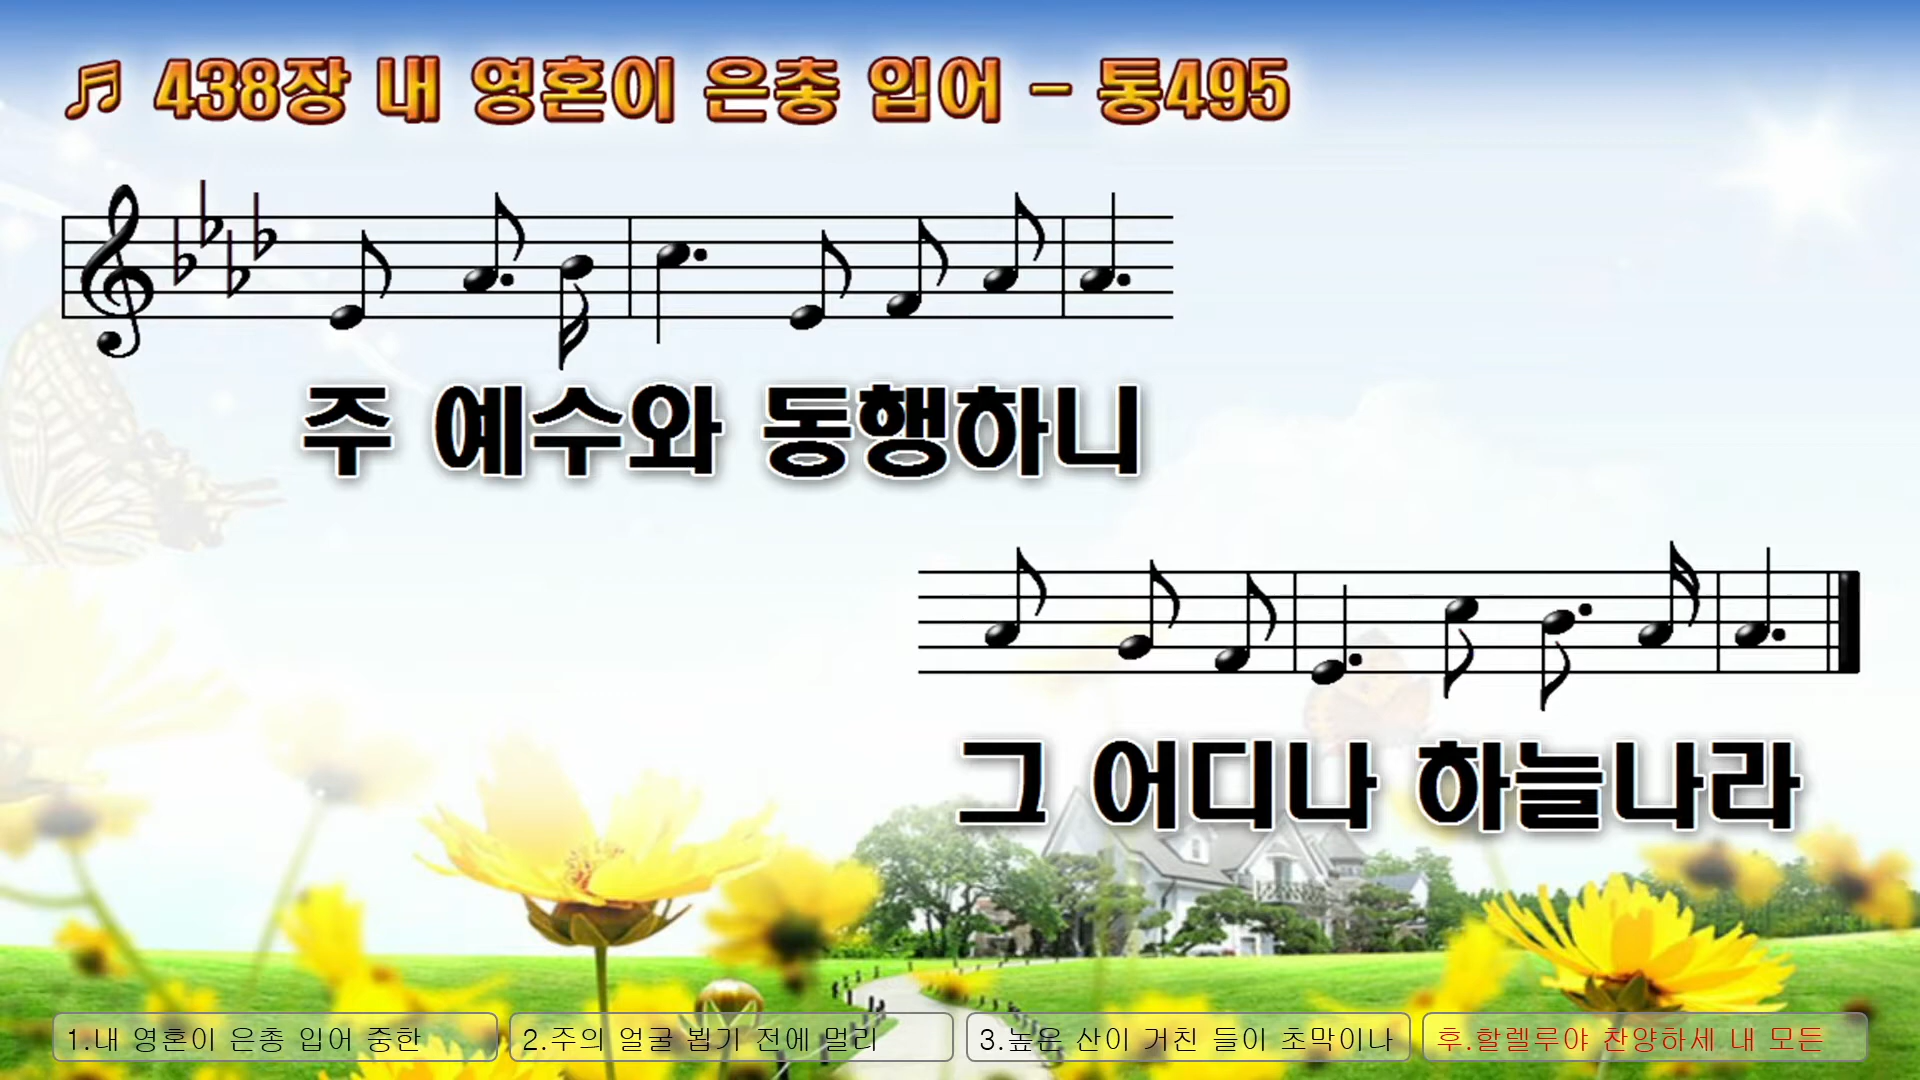 ♬ 438장 내 영혼이 은총 입어 - 통495
주 예수와 동행하니
그 어디나 하늘나라
1.내 영혼이 은총 입어 중한
2.주의 얼굴 뵙기 전에 멀리
3.높은 산이 거친 들이 초막이나
후.할렐루야 찬양하세 내 모든